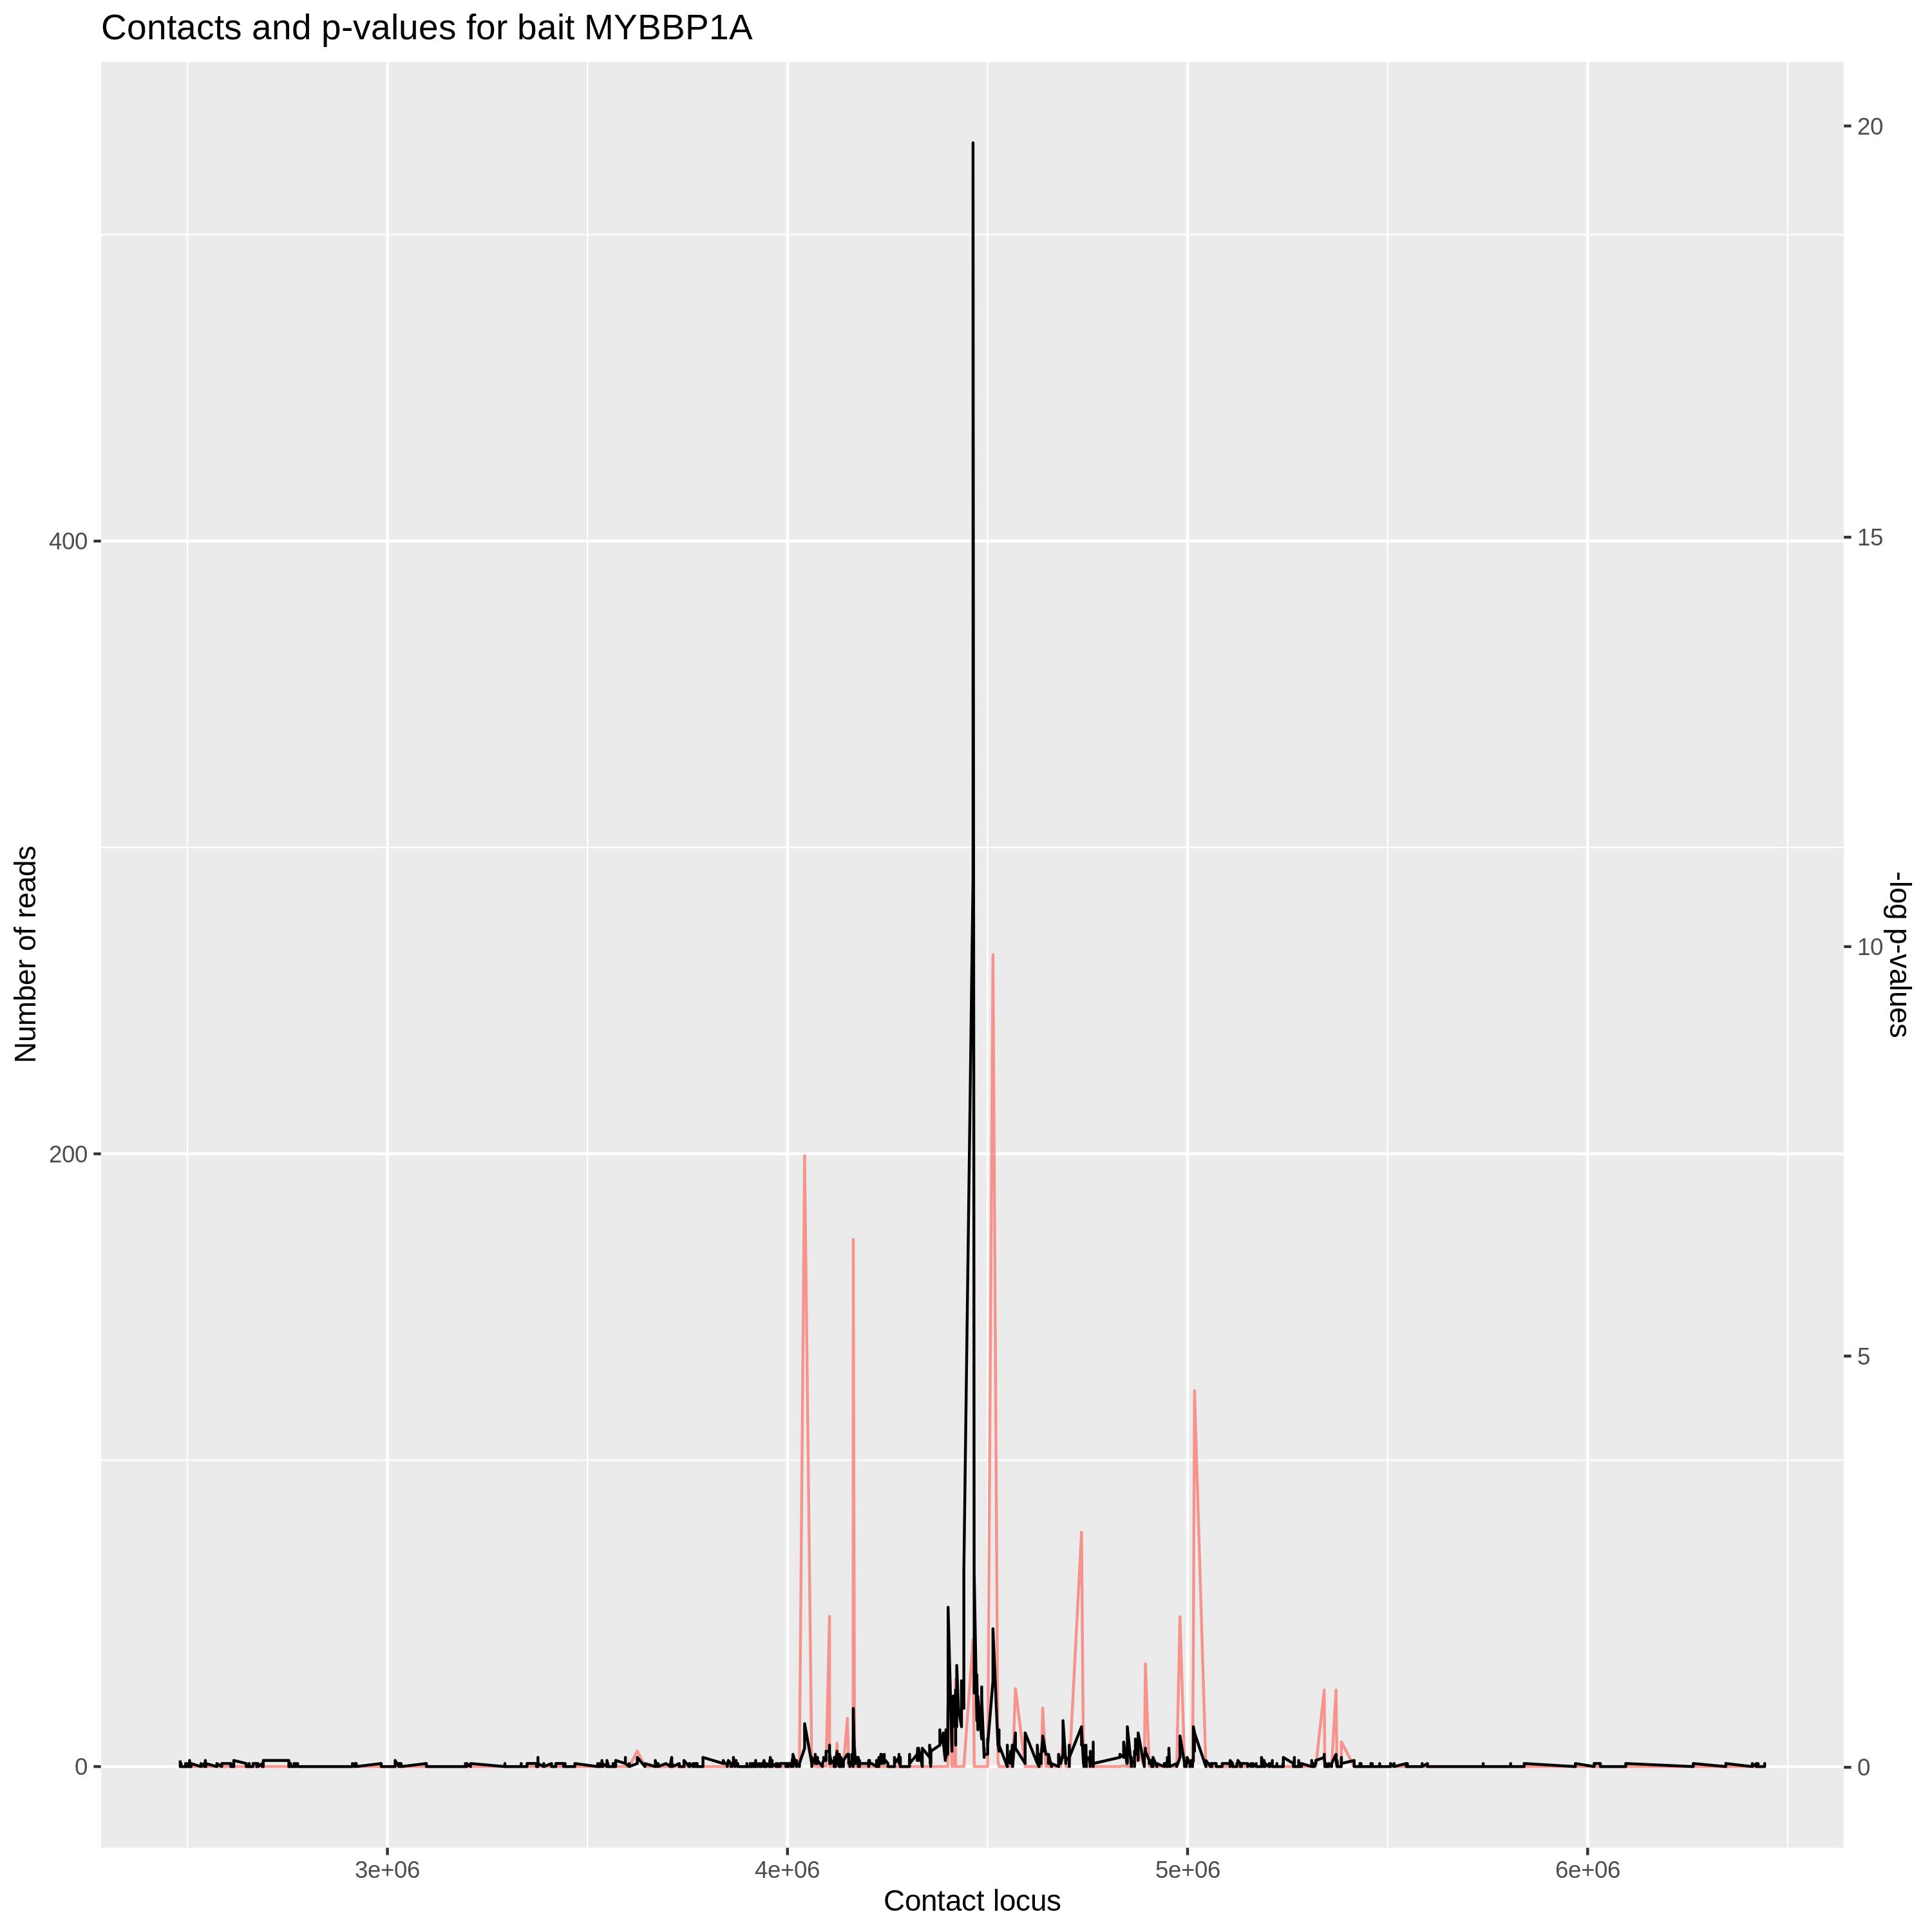 Contacts and p-values for bait MYBBP1A
Number of reads
400
200
0
20
15
10
5
0
-log p-values
3e+06
4e+06
5e+06
6e+06
Contact locus